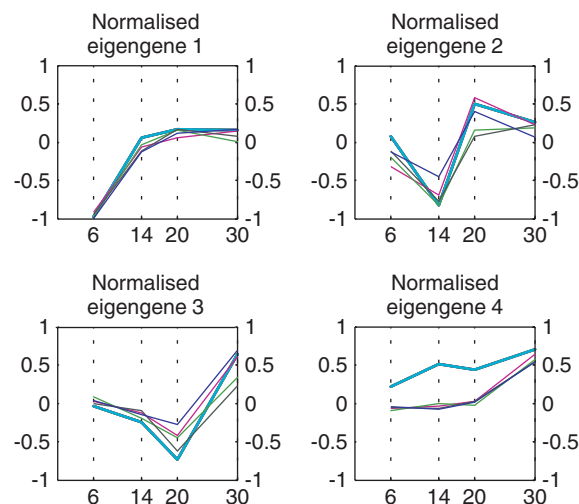 Normalised
eigengene 1
Normalised
eigengene 2
1 1 1 1
0.5 0.5 0.5 0.5
0 0 0 0
-0.5 -0.5 -0.5 -0.5
-1 -1 -1 -1
6 14 20 30 6 14 20 30
Normalised
eigengene 3
Normalised
eigengene 4
1 1 1 1
0.5 0.5 0.5 0.5
0 0 0 0
-0.5 -0.5 -0.5 -0.5
-1 -1 -1 -1
6 14 20 30 6 14 20 30